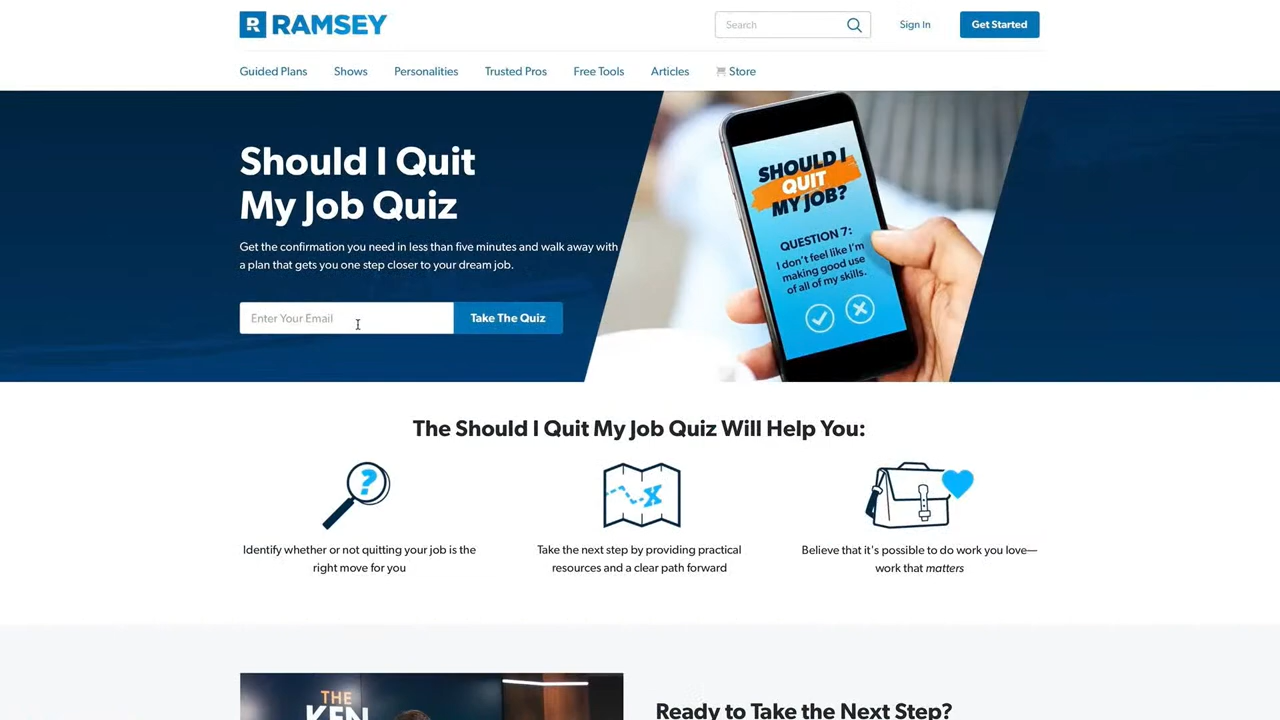 R RAMSEY
Search
Sign In
Get Started
Guided Plans
Shows
Personalities
Trusted Pros
Free Tools
Articles
Store
Should I Quit
My Job Quiz
Get the confirmation you need in less than five minutes and walk away with
a plan that gets you one step closer to your dream job.
Enter Your Email
Take The Quiz
SHOULD I
QUIT
MY JOB?
QUESTION 7:
I don't feel like I'm
making good use
of all of my skills.
The Should I Quit My Job Quiz Will Help You:
?
X
Identify whether or not quitting your job is the
right move for you
Take the next step by providing practical
resources and a clear path forward
Believe that it's possible to do work you love—
work that matters
THE
KEN
Ready to Take the Next Step?